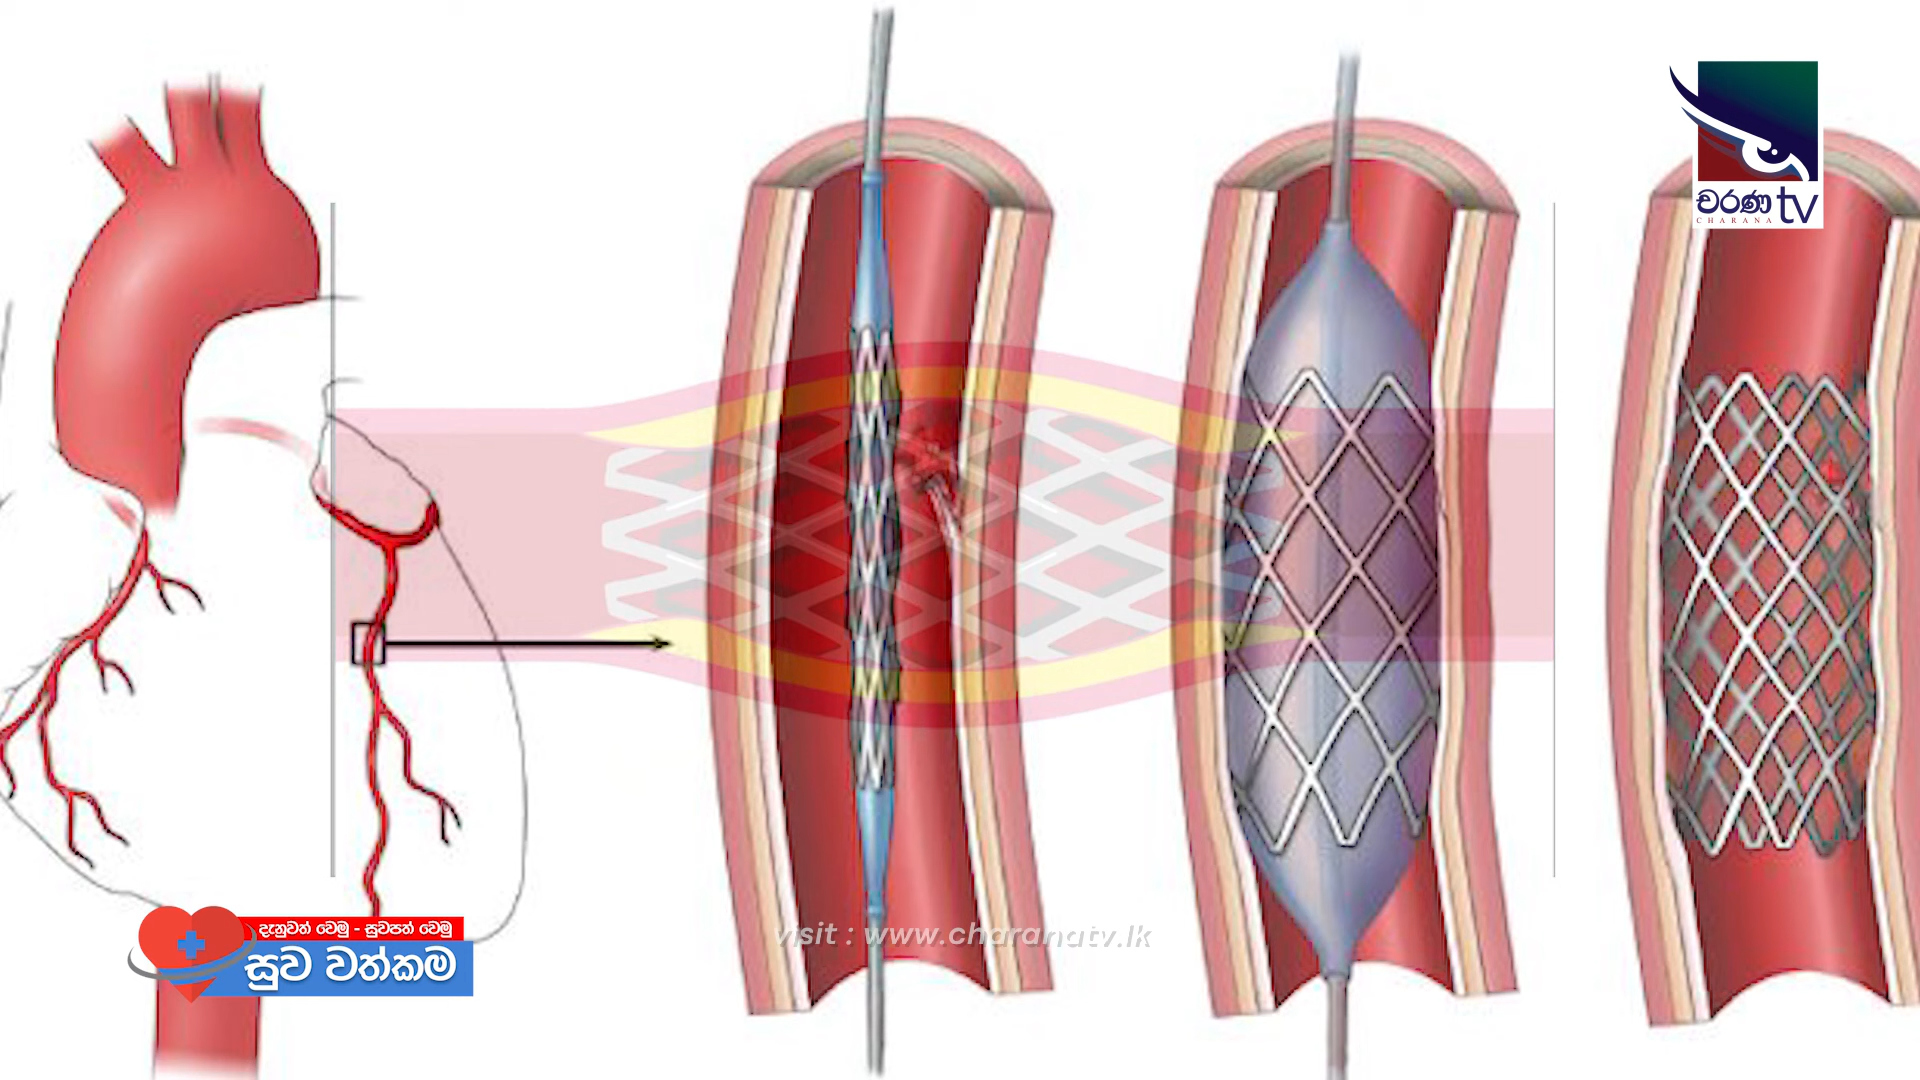 චරණ tv
CHARANA
දැනුවත් වෙමු - සුවපත් වෙමු
සුව වත්කම
visit : www.charanatv.lk